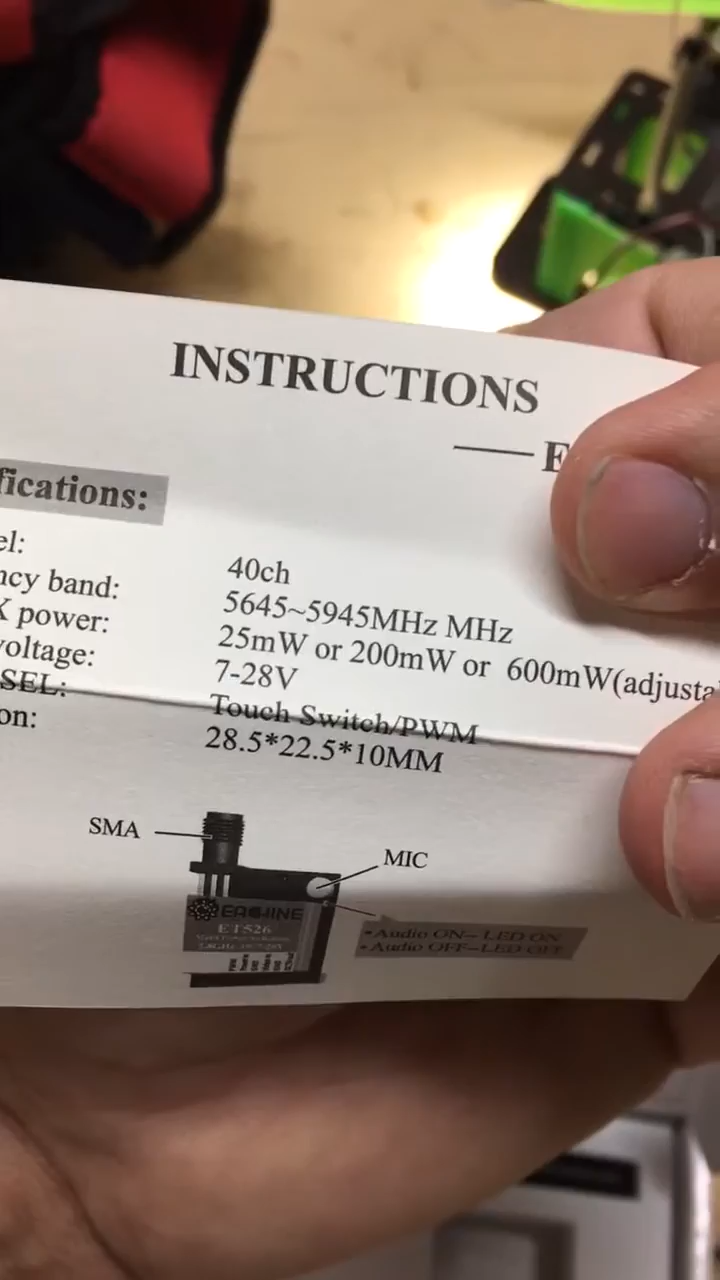 INSTRUCTIONS
— E
fications:
el: 40ch
ncy band: 5645~5945MHz MHz
X power: 25mW or 200mW or 600mW(adjusta
voltage: 7-28V
SEL: Touch Switch/PWM
on: 28.5*22.5*10MM
SMA
MIC
EACHINE
ET526
•Audio ON– LED ON
•Audio OFF–LED OFF